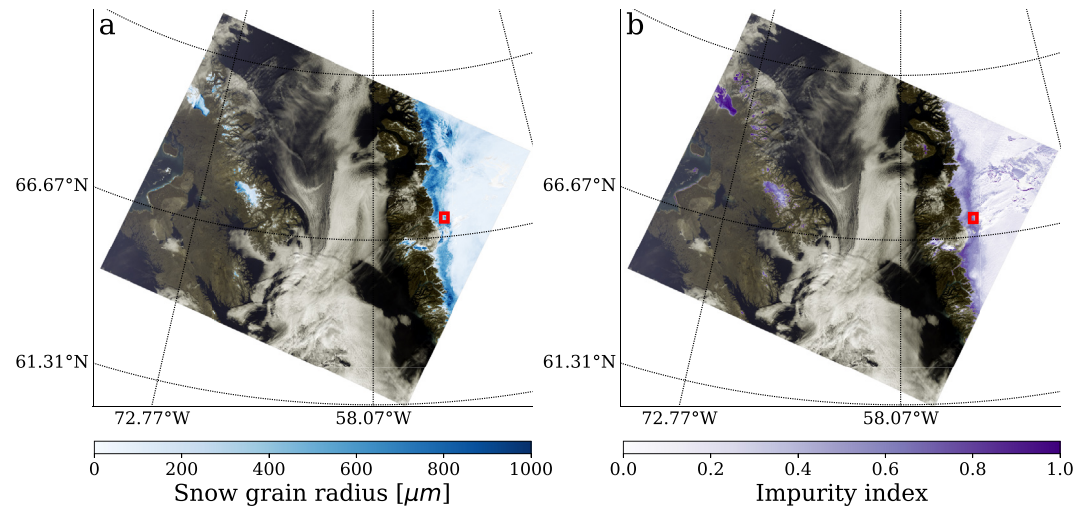 a
b
66.67°N
66.67°N
61.31°N
61.31°N
72.77°W
58.07°W
72.77°W
58.07°W
0
200
400
600
800
1000
0.0
0.2
0.4
0.6
0.8
1.0
Snow grain radius [μm]
Impurity index